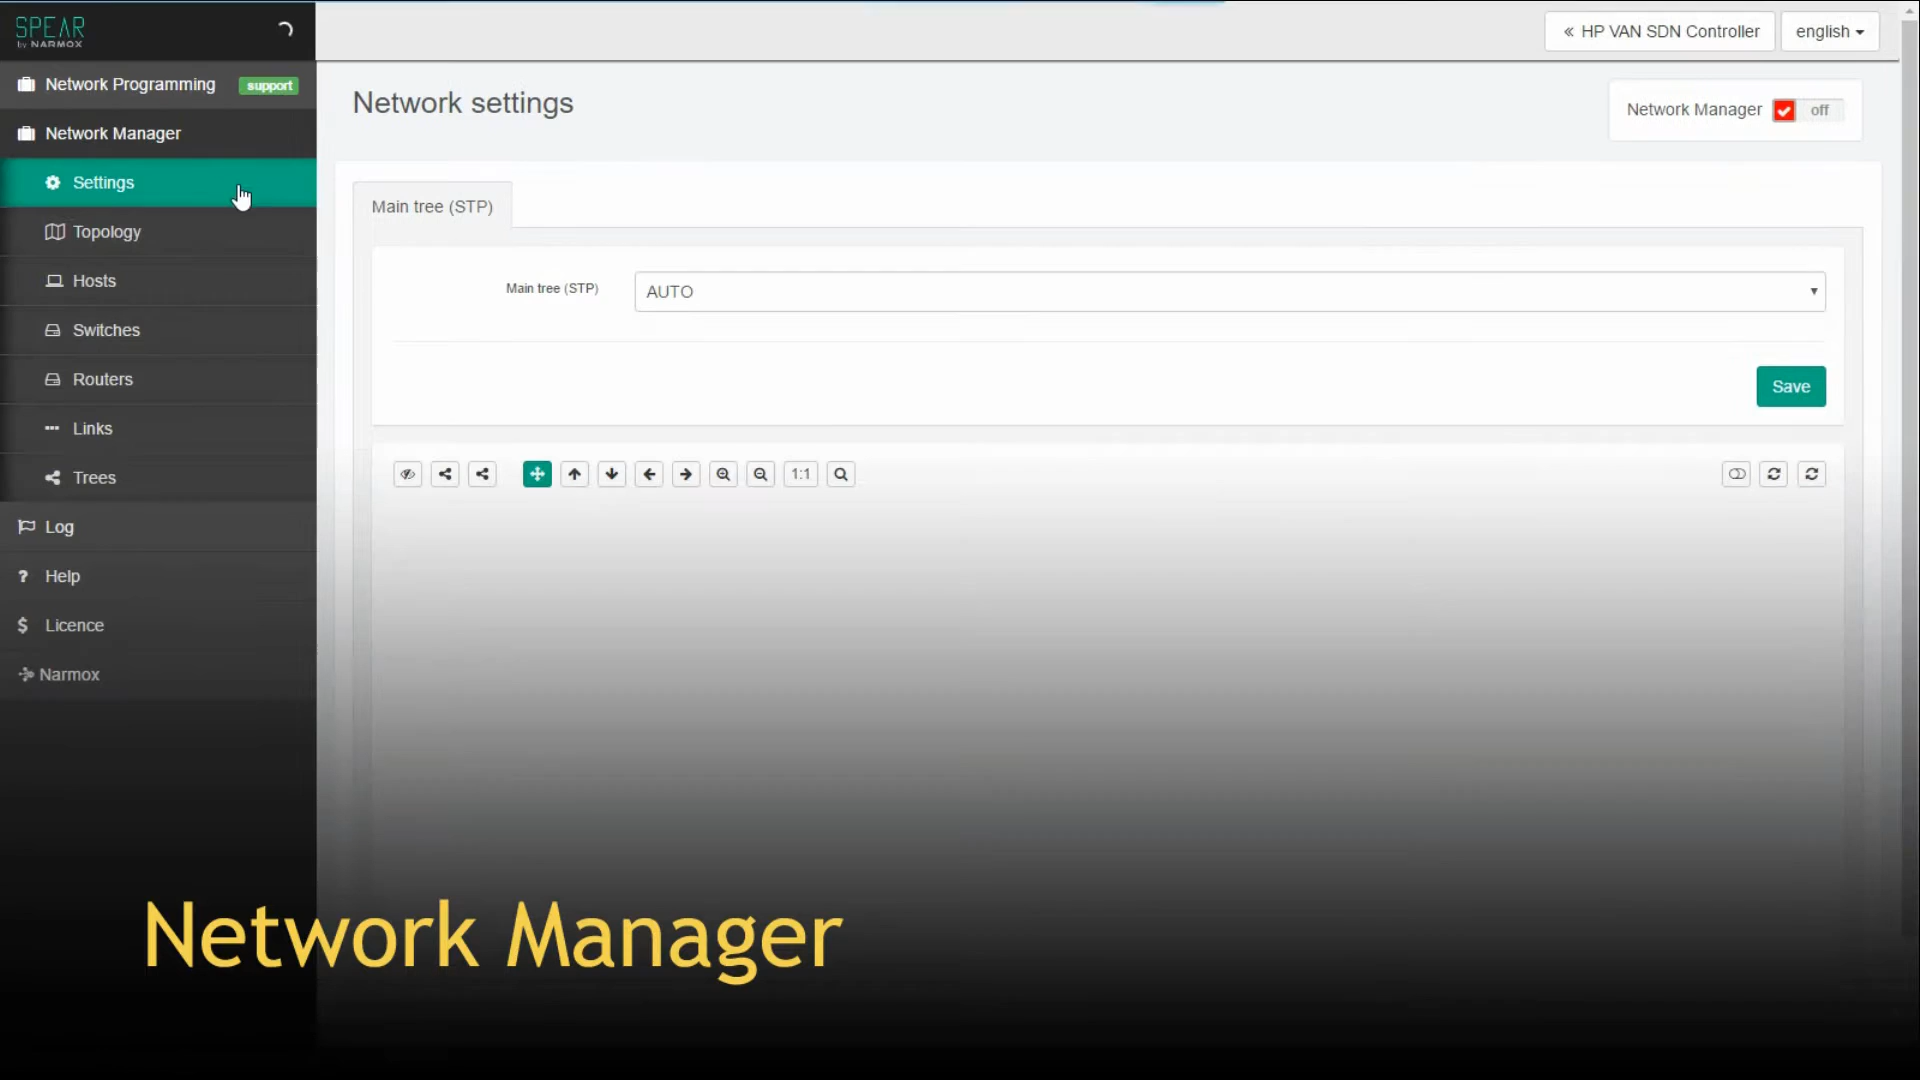 SPEAR
by NARMOX
« HP VAN SDN Controller
english
Network Programming
support
Network Manager
Settings
Topology
Hosts
Switches
Routers
Links
Trees
Log
? Help
$ Licence
Narmox
Network settings
Network Manager
off
Main tree (STP)
Main tree (STP)
AUTO
Save
1:1
Network Manager